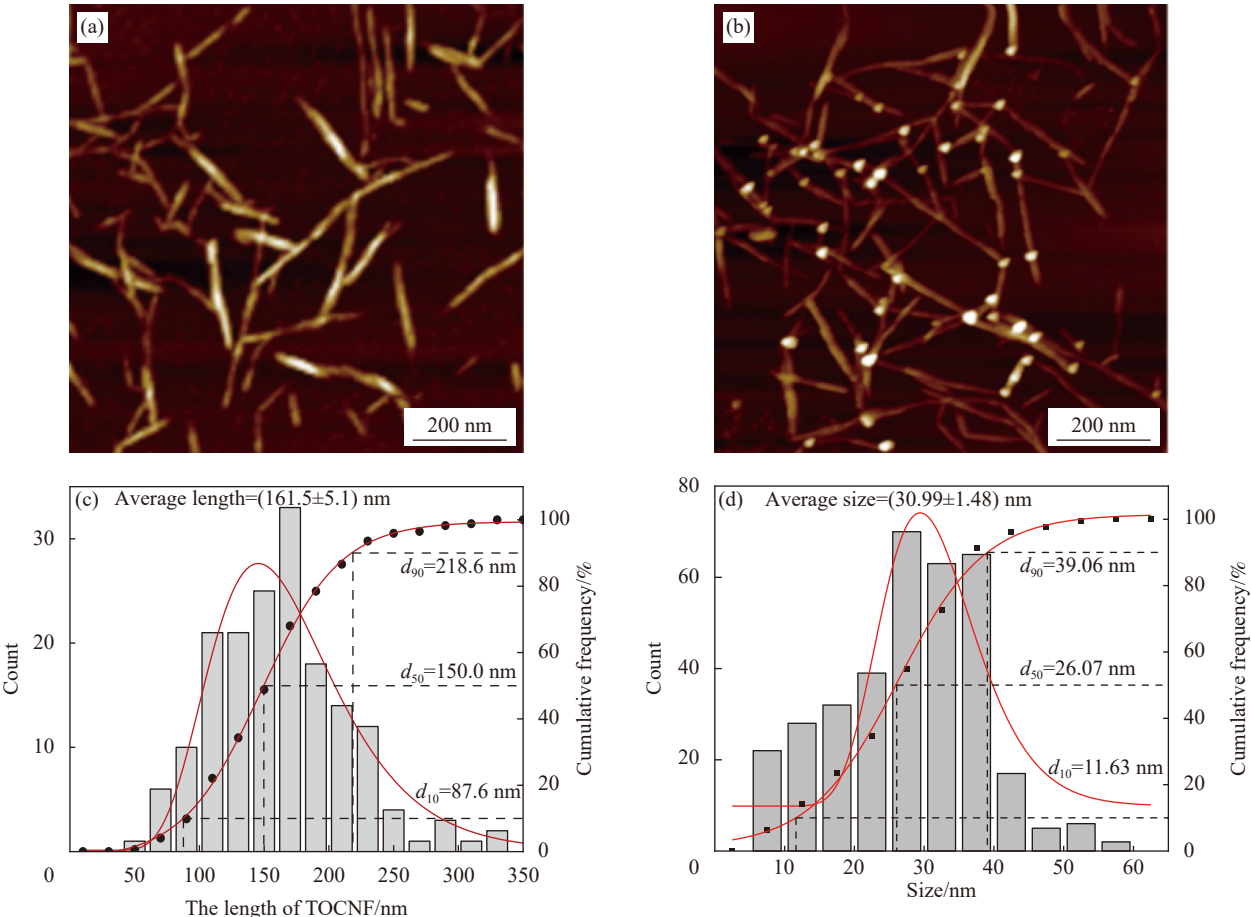 (a)
200 nm
(b)
200 nm
(c) Average length=(161.5±5.1) nm
Count
30
20
10
0
50
100
150
200
250
300
350
The length of TOCNF/nm
100
80
60
40
20
0
Cumulative frequency/%
d₉₀=218.6 nm
d₅₀=150.0 nm
d₁₀=87.6 nm
(d) Average size=(30.99±1.48) nm
Count
80
60
40
20
0
10
20
30
40
50
60
Size/nm
100
80
60
40
20
0
Cumulative frequency/%
d₉₀=39.06 nm
d₅₀=26.07 nm
d₁₀=11.63 nm